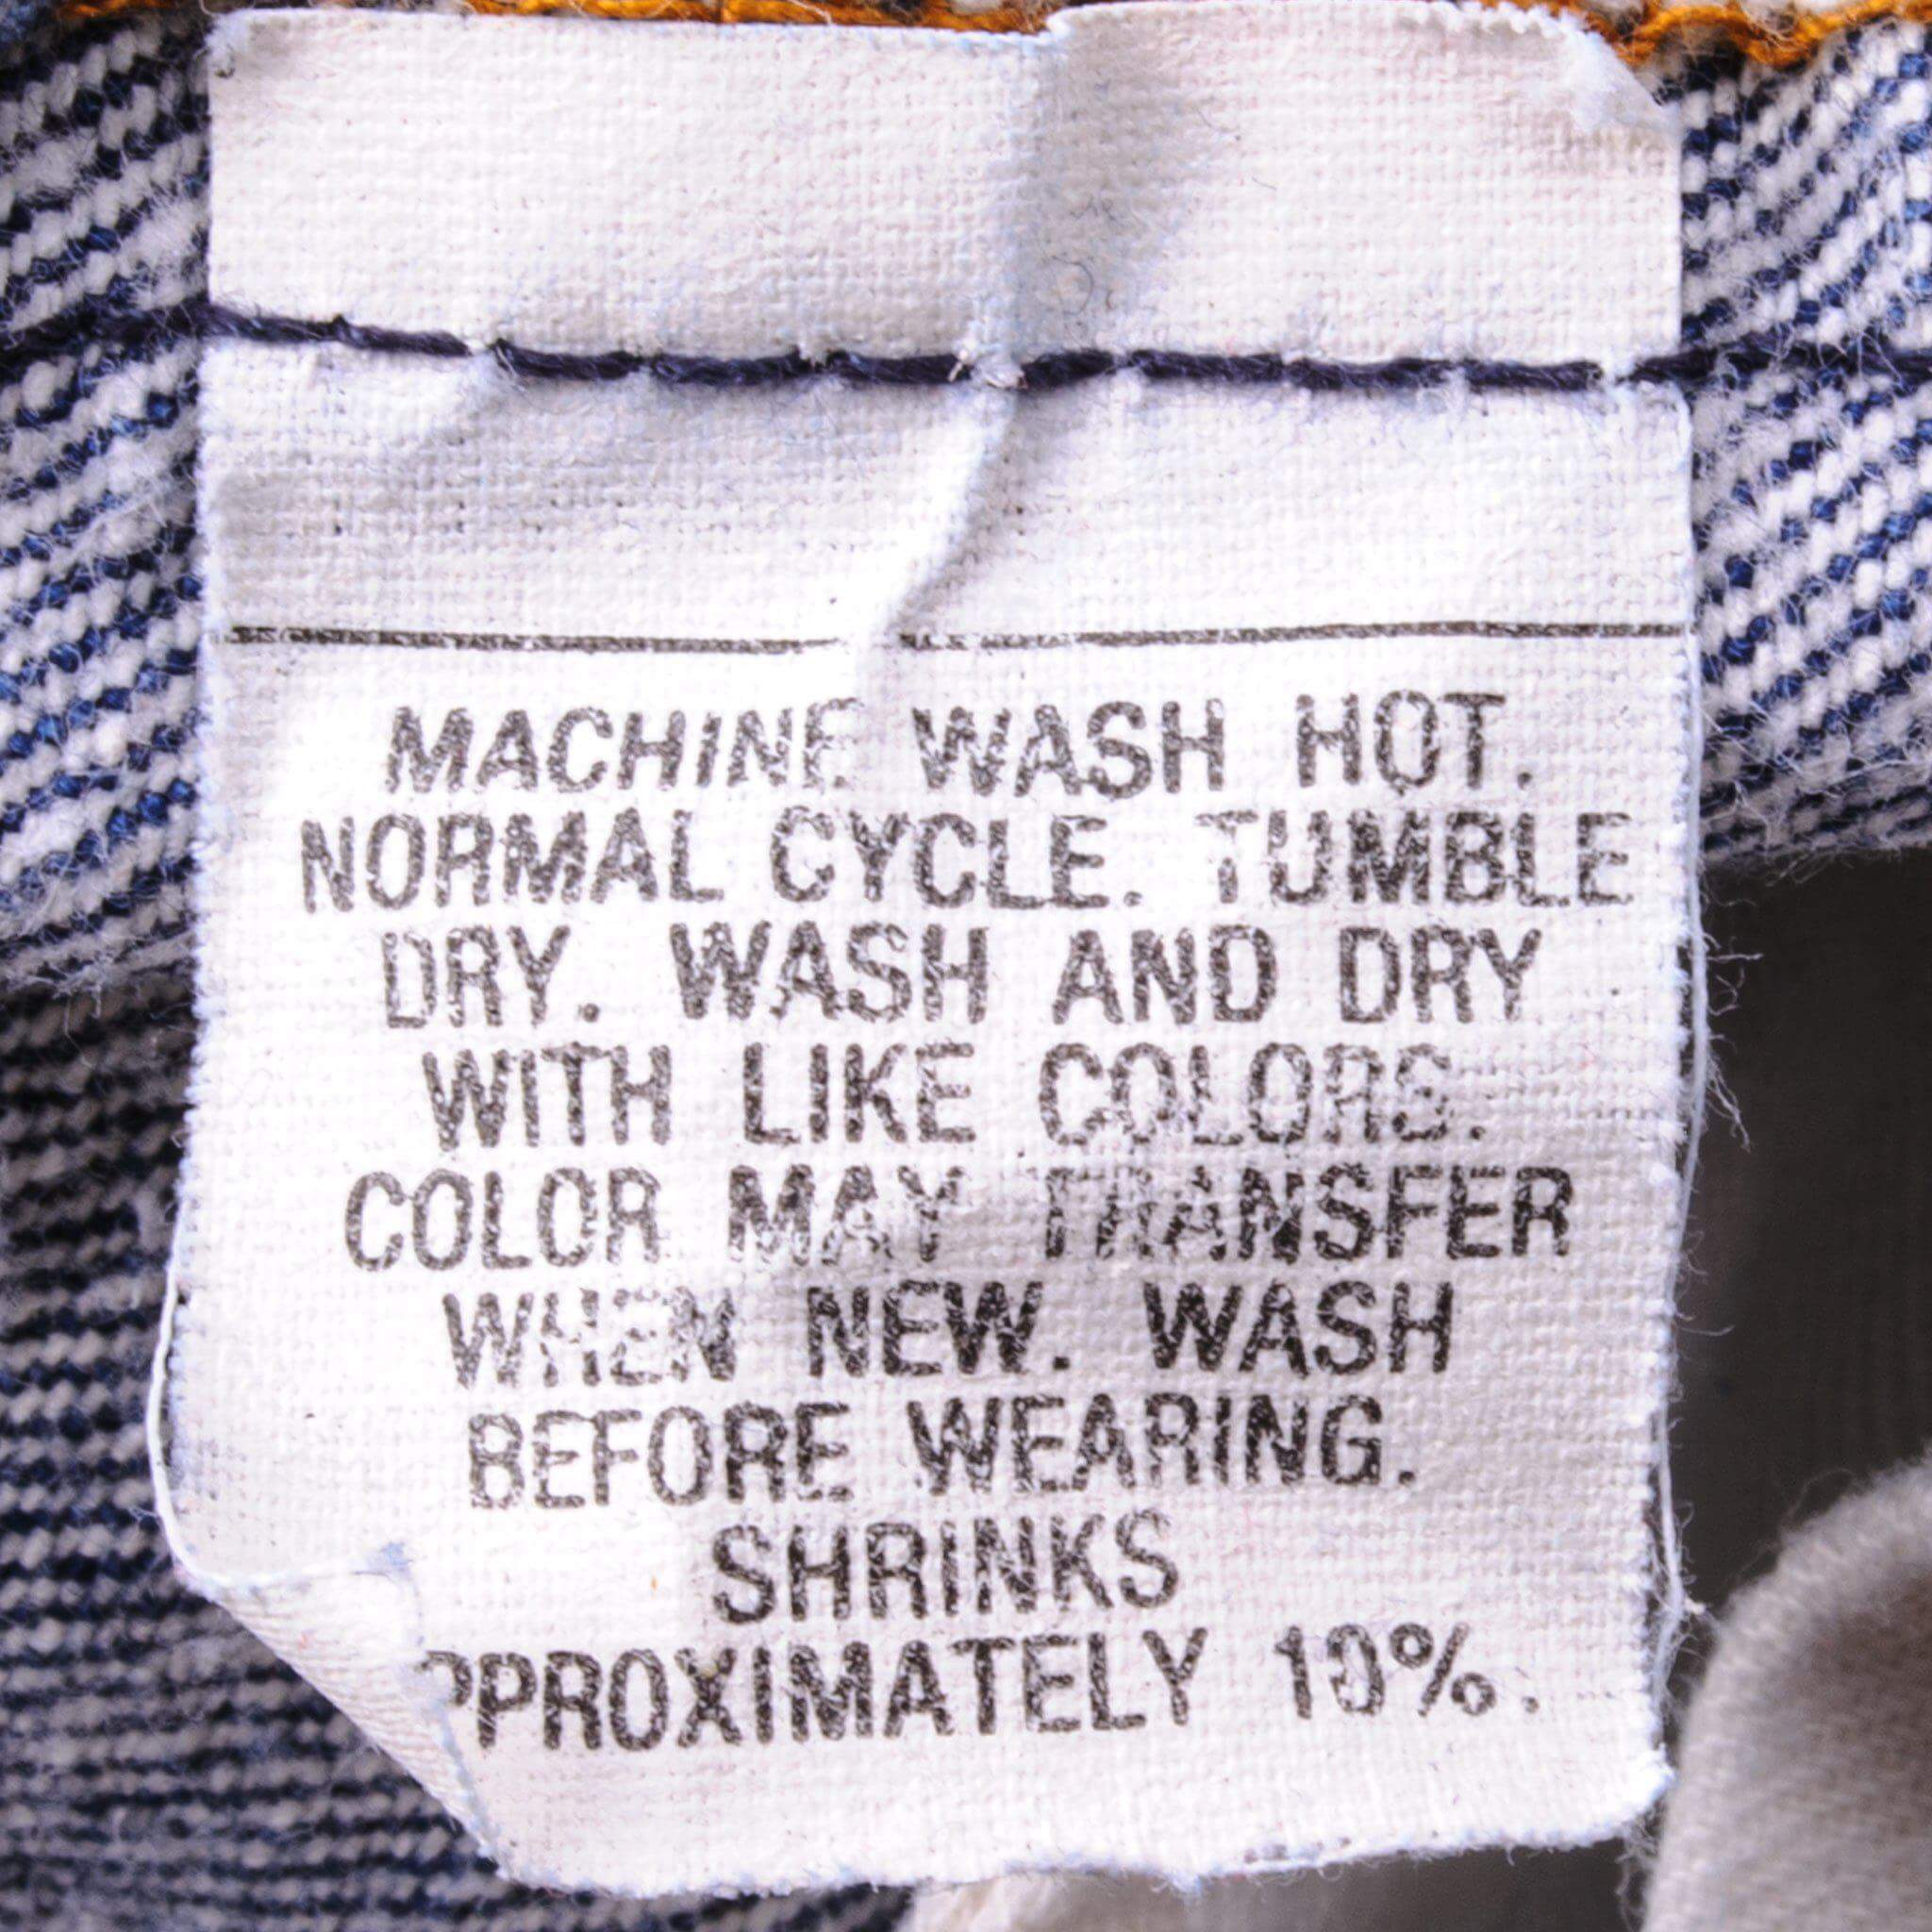 MACHINE WASH HOT.
NORMAL CYCLE. TUMBLE
DRY. WASH AND DRY
WITH LIKE COLORS.
COLOR MAY TRANSFER
WHEN NEW. WASH
BEFORE WEARING.
SHRINKS
PPROXIMATELY 10%.